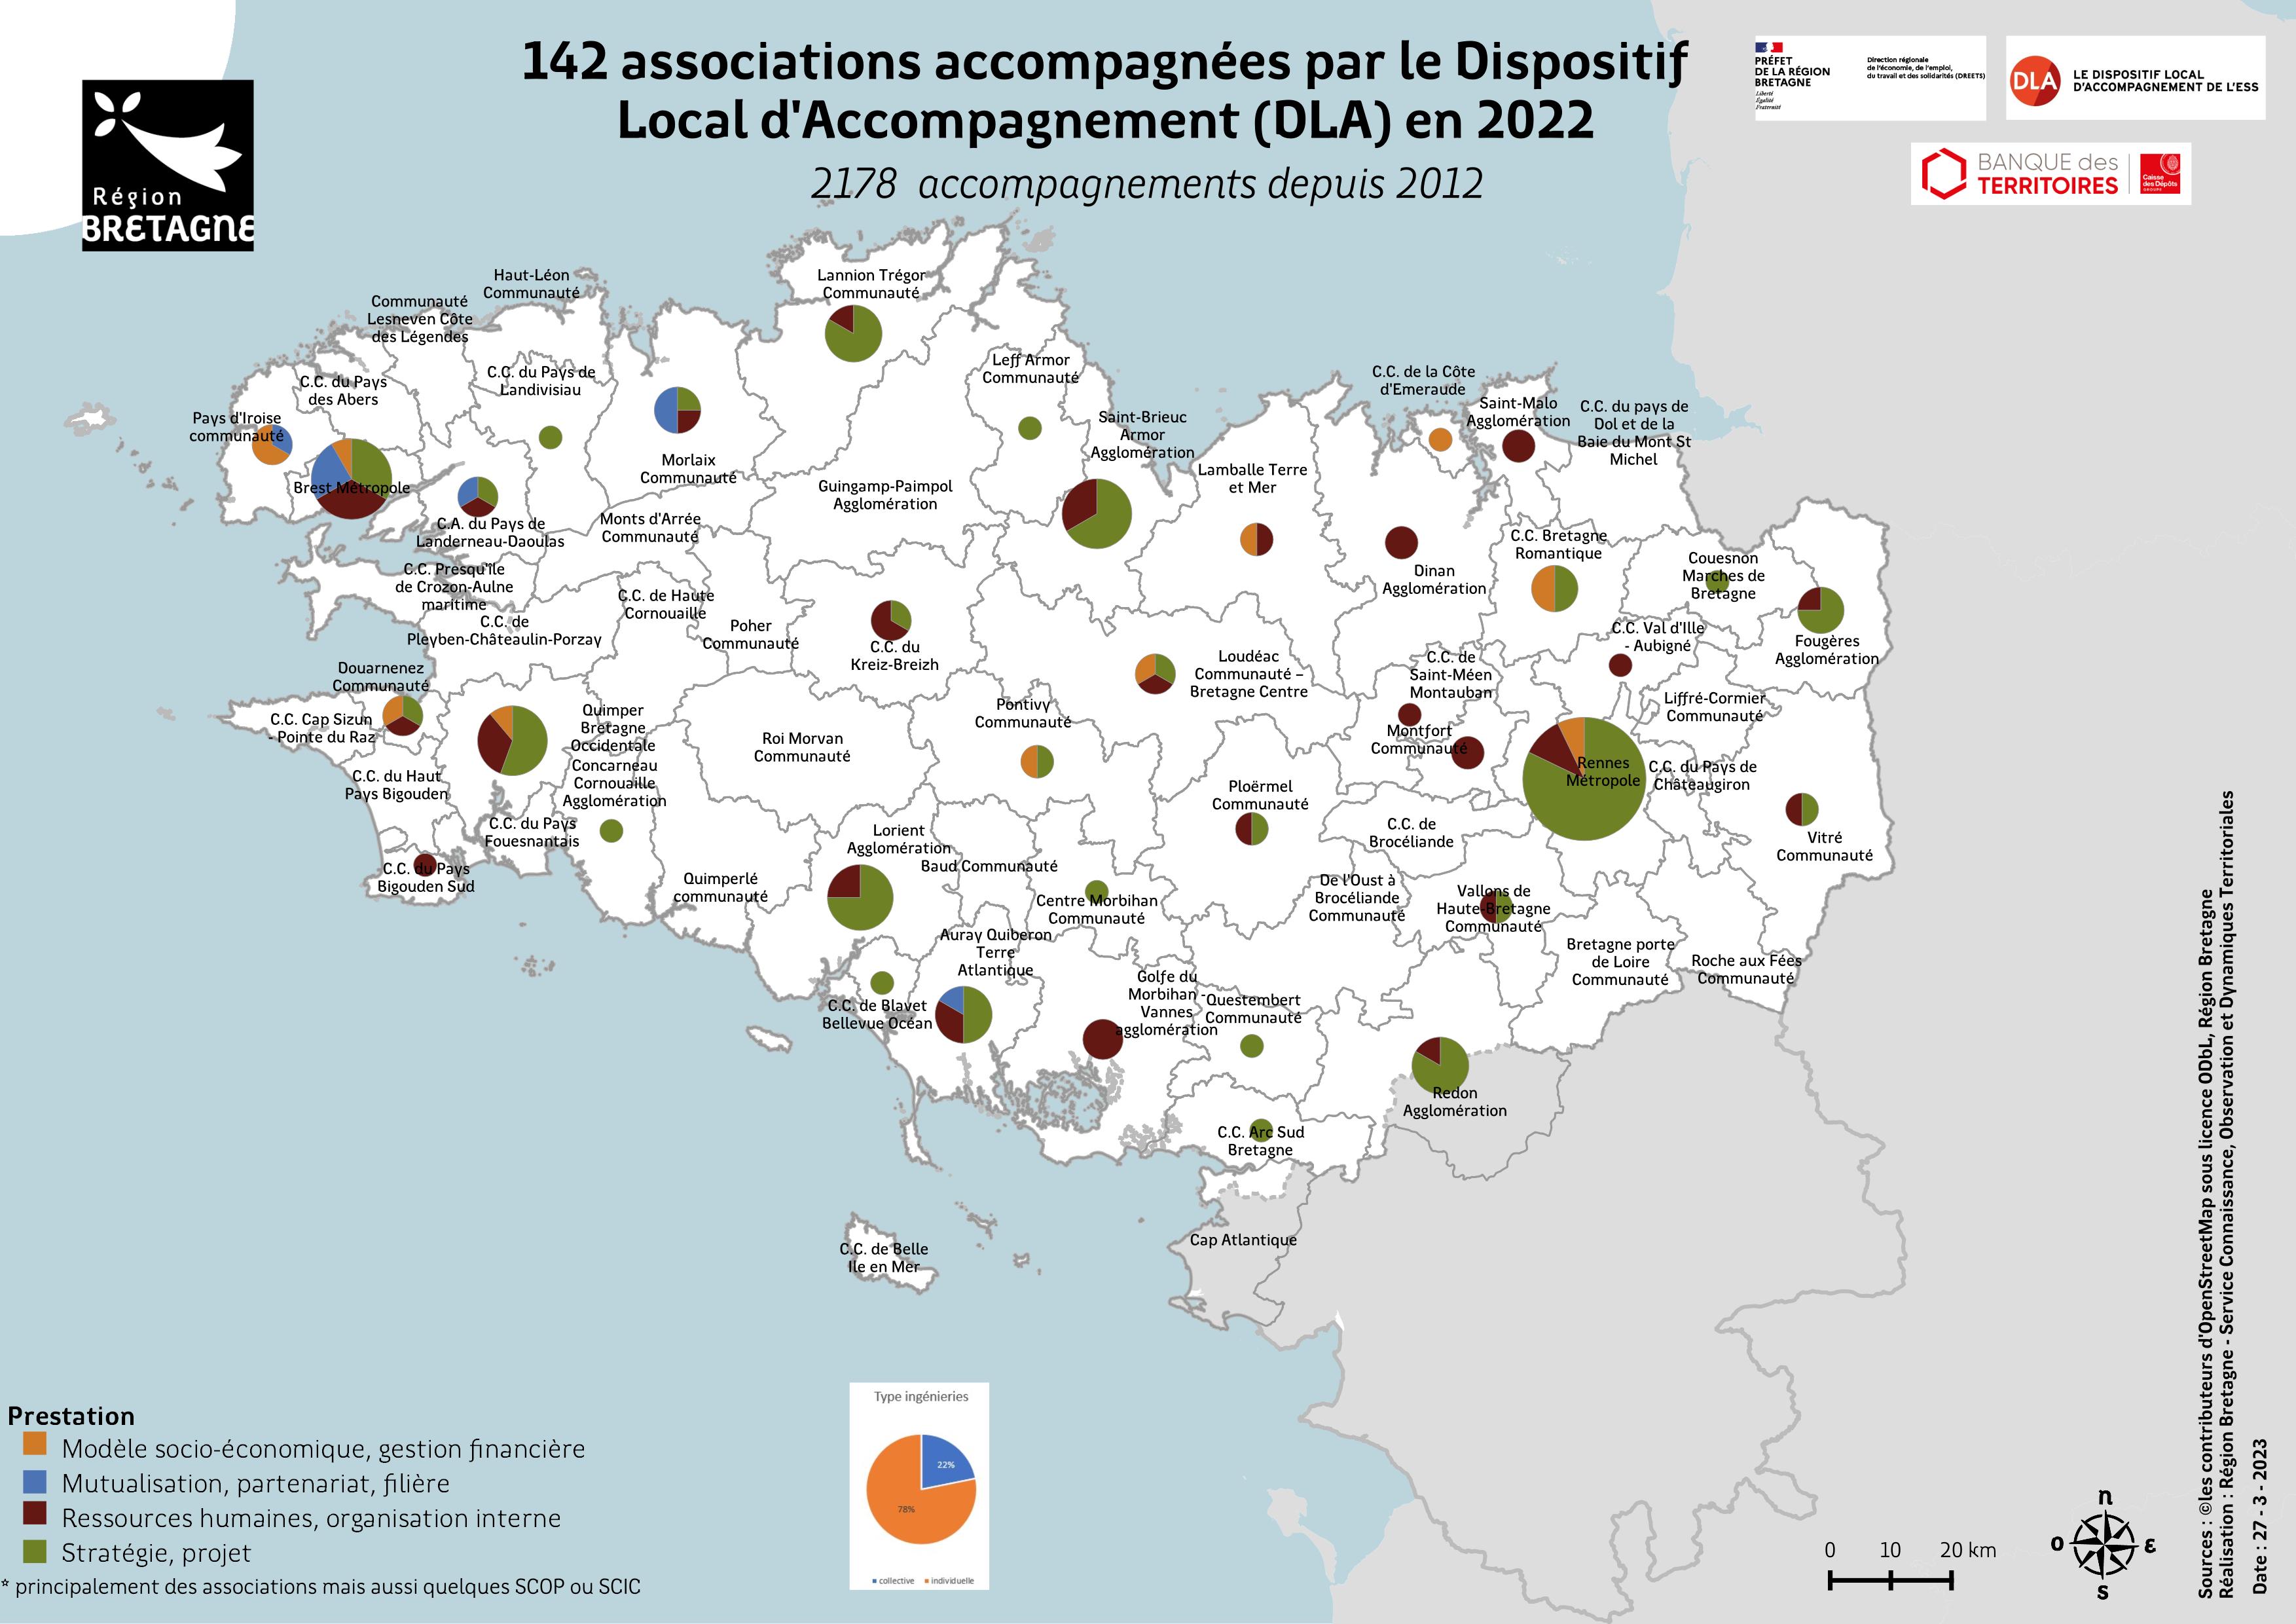 142 associations accompagnées par le Dispositif
Local d'Accompagnement (DLA) en 2022
2178 accompagnements depuis 2012
Région
BRETAGNE
PRÉFET
DE LA RÉGION
BRETAGNE
Liberté
Égalité
Fraternité
Direction régionale
de l'économie, de l'emploi,
du travail et des solidarités (DREETS)
DLA
LE DISPOSITIF LOCAL
D'ACCOMPAGNEMENT DE L'ESS
BANQUE des
TERRITOIRES
Caisse
des Dépôts
GROUPE
Haut-Léon
Communauté
Communauté
Lesneven Côte
des Légendes
Lannion Trégor
Communauté
C.C. du Pays
des Abers
C.C. du Pays de
Landivisiau
Leff Armor
Communauté
Pays d'Iroise
communauté
Brest Métropole
Morlaix
Communauté
Saint-Brieuc
Armor
Agglomération
C.C. de la Côte
d'Emeraude
Saint-Malo
Agglomération
C.C. du pays de
Dol et de la
Baie du Mont St
Michel
Guingamp-Paimpol
Agglomération
Lamballe Terre
et Mer
C.A. du Pays de
Landerneau-Daoulas
Monts d'Arrée
Communauté
C.C. Presqu'île
de Crozon-Aulne
maritime
C.C. de
Pleyben-Châteaulin-Porzay
C.C. de Haute
Cornouaille
Poher
Communauté
C.C. du
Kreiz-Breizh
Dinan
Agglomération
C.C. Bretagne
Romantique
Couesnon
Marches de
Bretagne
Fougères
Agglomération
C.C. Val d'Ille
- Aubigné
Douarnenez
Communauté
C.C. Cap Sizun
- Pointe du Raz
Quimper
Bretagne
Occidentale
Concarneau
Cornouaille
Agglomération
Roi Morvan
Communauté
Pontivy
Communauté
Loudéac
Communauté –
Bretagne Centre
C.C. de
Saint-Méen
Montauban
Montfort
Communauté
Liffré-Cormier
Communauté
Rennes
Métropole
C.C. du Pays de
Châteaugiron
C.C. du Haut
Pays Bigouden
C.C. du Pays
Fouesnantais
C.C. du Pays
Bigouden Sud
Quimperlé
communauté
Lorient
Agglomération
Baud Communauté
Centre Morbihan
Communauté
Ploërmel
Communauté
C.C. de
Brocéliande
De l'Oust à
Brocéliande
Communauté
Vallons de
Haute-Bretagne
Communauté
Vitré
Communauté
Bretagne porte
de Loire
Communauté
Roche aux Fées
Communauté
Auray Quiberon
Terre
Atlantique
C.C. de Blavet
Bellevue Océan
Golfe du
Morbihan -
Vannes
agglomération
Questembert
Communauté
Redon
Agglomération
C.C. Arc Sud
Bretagne
Cap Atlantique
C.C. de Belle
Ile en Mer
Prestation
Modèle socio-économique, gestion financière
Mutualisation, partenariat, filière
Ressources humaines, organisation interne
Stratégie, projet
* principalement des associations mais aussi quelques SCOP ou SCIC
Type ingénieries
22%
78%
collective individuelle
0 10 20 km
n
o ε
s
Sources : ©les contributeurs d'OpenStreetMap sous licence ODbL, Région Bretagne
Réalisation : Région Bretagne - Service Connaissance, Observation et Dynamiques Territoriales
Date : 27 - 3 - 2023